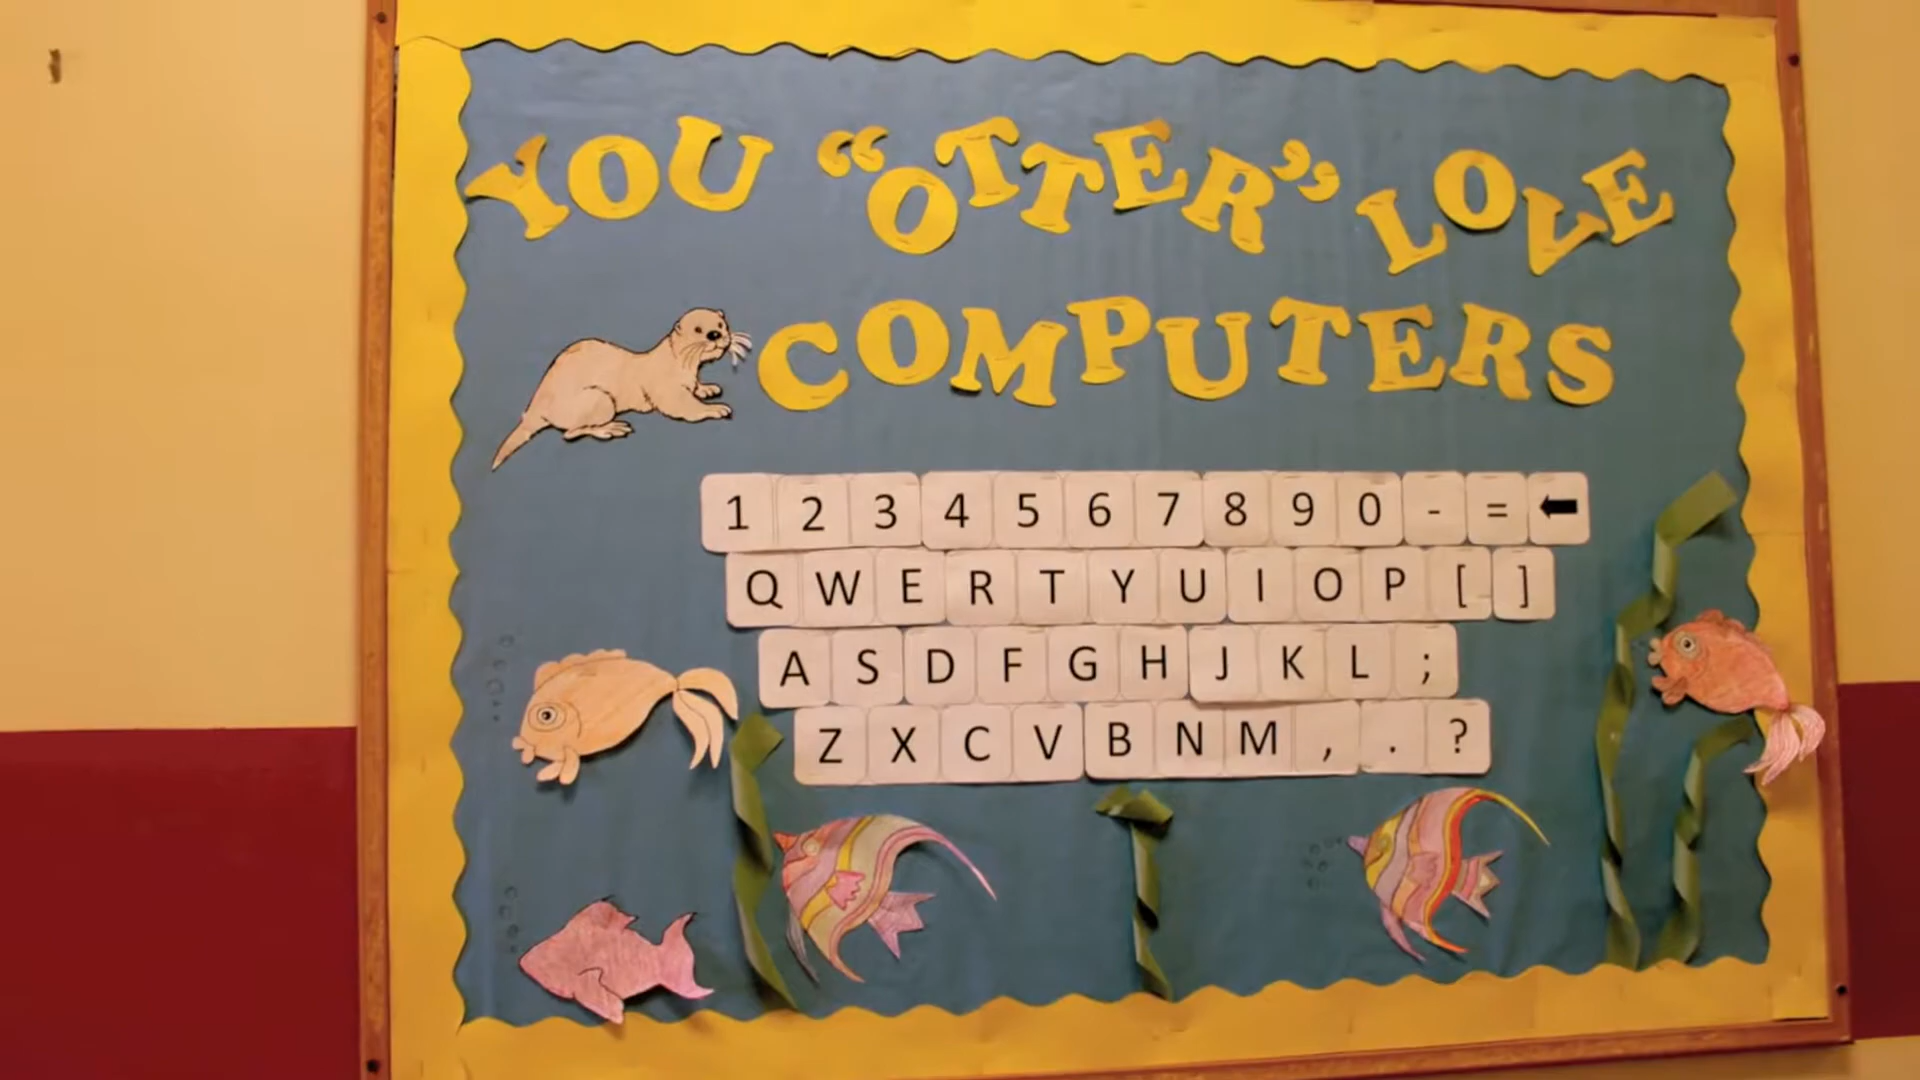 YOU “OTTER” LOVE
COMPUTERS
1 2 3 4 5 6 7 8 9 0 - = ⬅
Q W E R T Y U I O P [ ]
A S D F G H J K L ;
Z X C V B N M , . ?